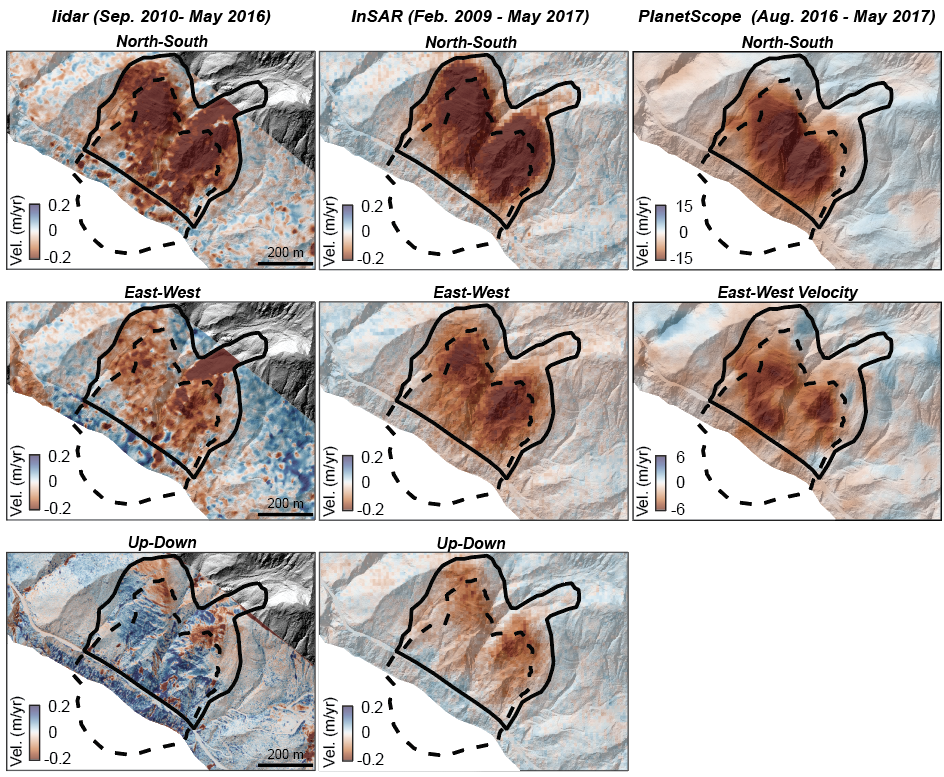 lidar (Sep. 2010- May 2016)
InSAR (Feb. 2009 - May 2017)
PlanetScope (Aug. 2016 - May 2017)
North-South
North-South
North-South
Vel. (m/yr)
0.2
0
-0.2
200 m
Vel. (m/yr)
0.2
0
-0.2
Vel. (m/yr)
15
0
-15
East-West
East-West
East-West Velocity
Vel. (m/yr)
0.2
0
-0.2
200 m
Vel. (m/yr)
0.2
0
-0.2
Vel. (m/yr)
6
0
-6
Up-Down
Up-Down
Vel. (m/yr)
0.2
0
-0.2
200 m
Vel. (m/yr)
0.2
0
-0.2